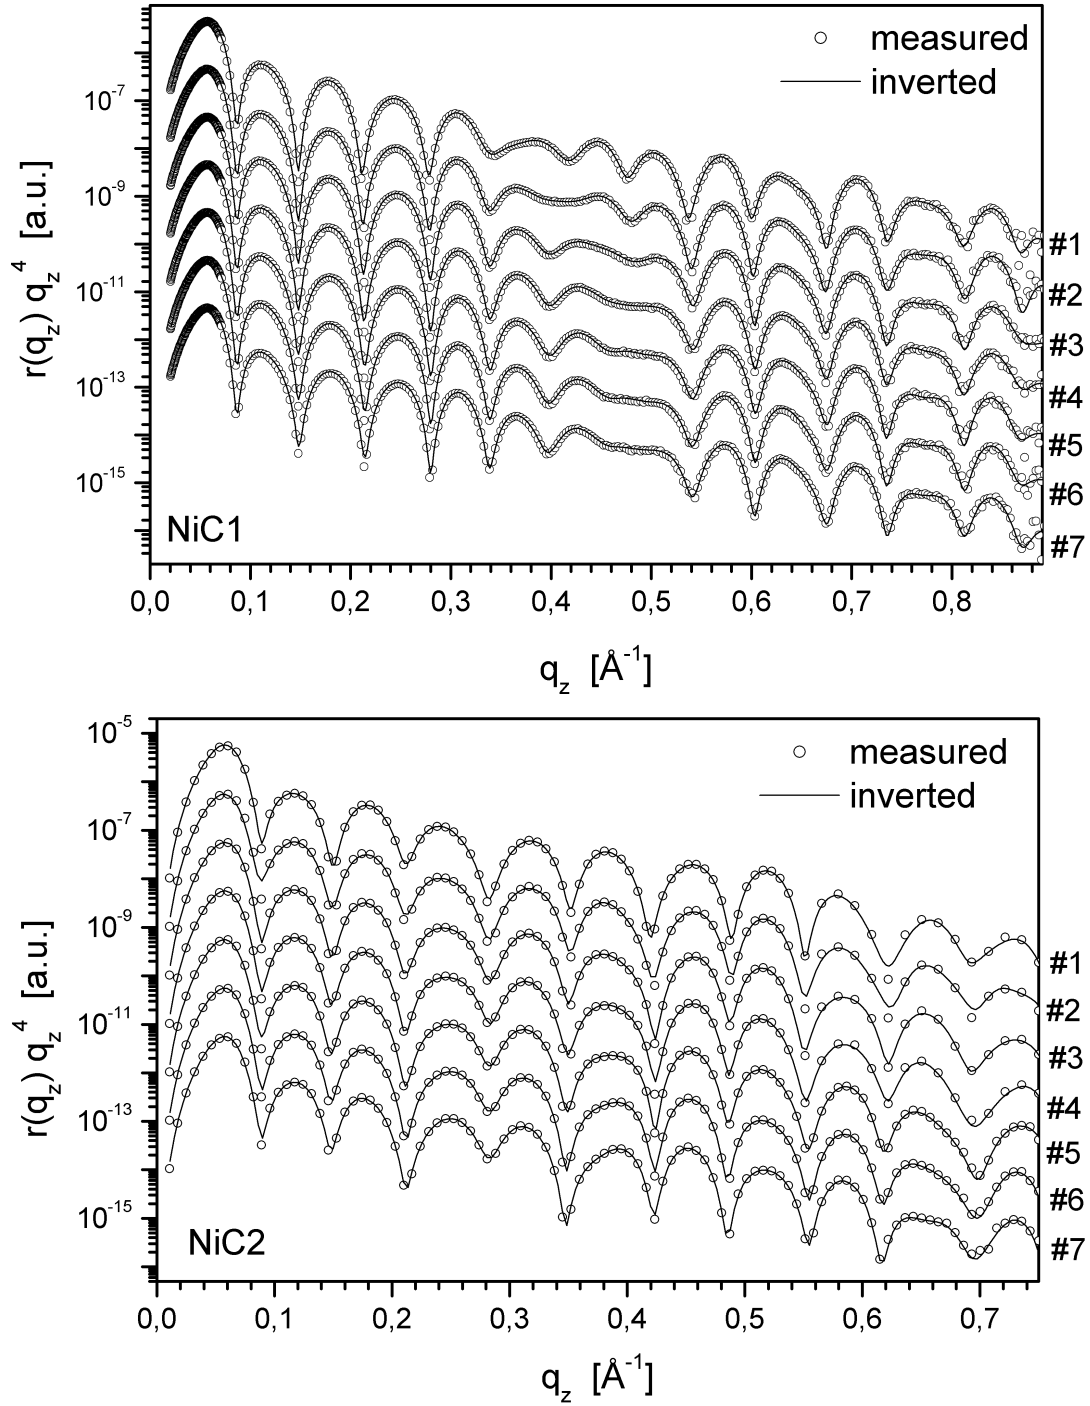 measured
inverted
10^-7
10^-9
10^-11
10^-13
10^-15
r(q_z) q_z^4 [a.u.]
#1
#2
#3
#4
#5
#6
#7
NiC1
0,0 0,1 0,2 0,3 0,4 0,5 0,6 0,7 0,8
q_z [Å^-1]
measured
inverted
10^-5
10^-7
10^-9
10^-11
10^-13
10^-15
r(q_z) q_z^4 [a.u.]
#1
#2
#3
#4
#5
#6
#7
NiC2
0,0 0,1 0,2 0,3 0,4 0,5 0,6 0,7
q_z [Å^-1]